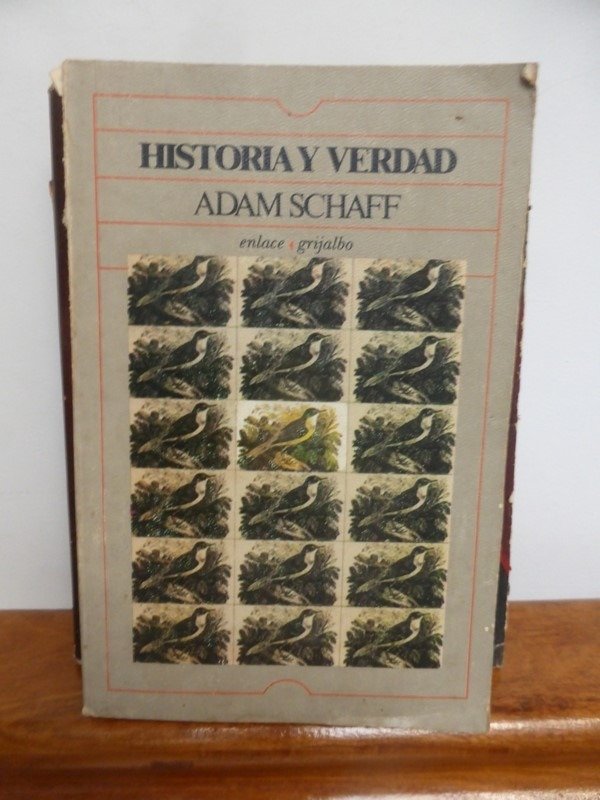 HISTORIA Y VERDAD
ADAM SCHAFF
enlace grijalbo